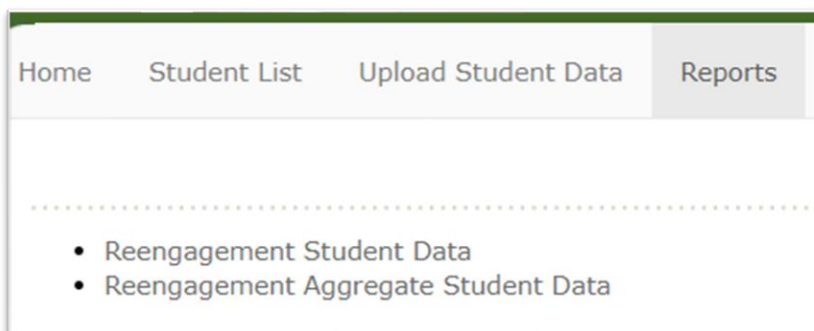 Home Student List Upload Student Data Reports
Reengagement Student Data
Reengagement Aggregate Student Data